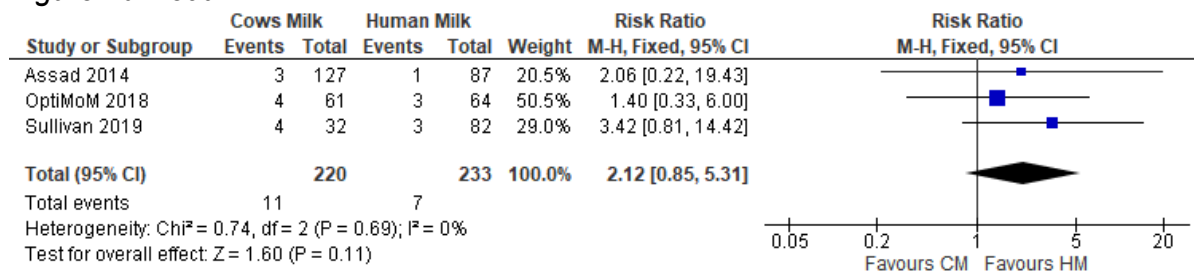 Cows Milk Human Milk Risk Ratio Risk Ratio
Study or Subgroup Events Total Events Total Weight M-H, Fixed, 95% CI M-H, Fixed, 95% CI
Assad 2014 3 127 1 87 20.5% 2.06 [0.22, 19.43]
OptiMoM 2018 4 61 3 64 50.5% 1.40 [0.33, 6.00]
Sullivan 2019 4 32 3 82 29.0% 3.42 [0.81, 14.42]
Total (95% CI) 220 233 100.0% 2.12 [0.85, 5.31]
Total events 11 7
Heterogeneity: Chi² = 0.74, df = 2 (P = 0.69); I² = 0%
Test for overall effect: Z = 1.60 (P = 0.11)
0.05 0.2 1 5 20
Favours CM Favours HM